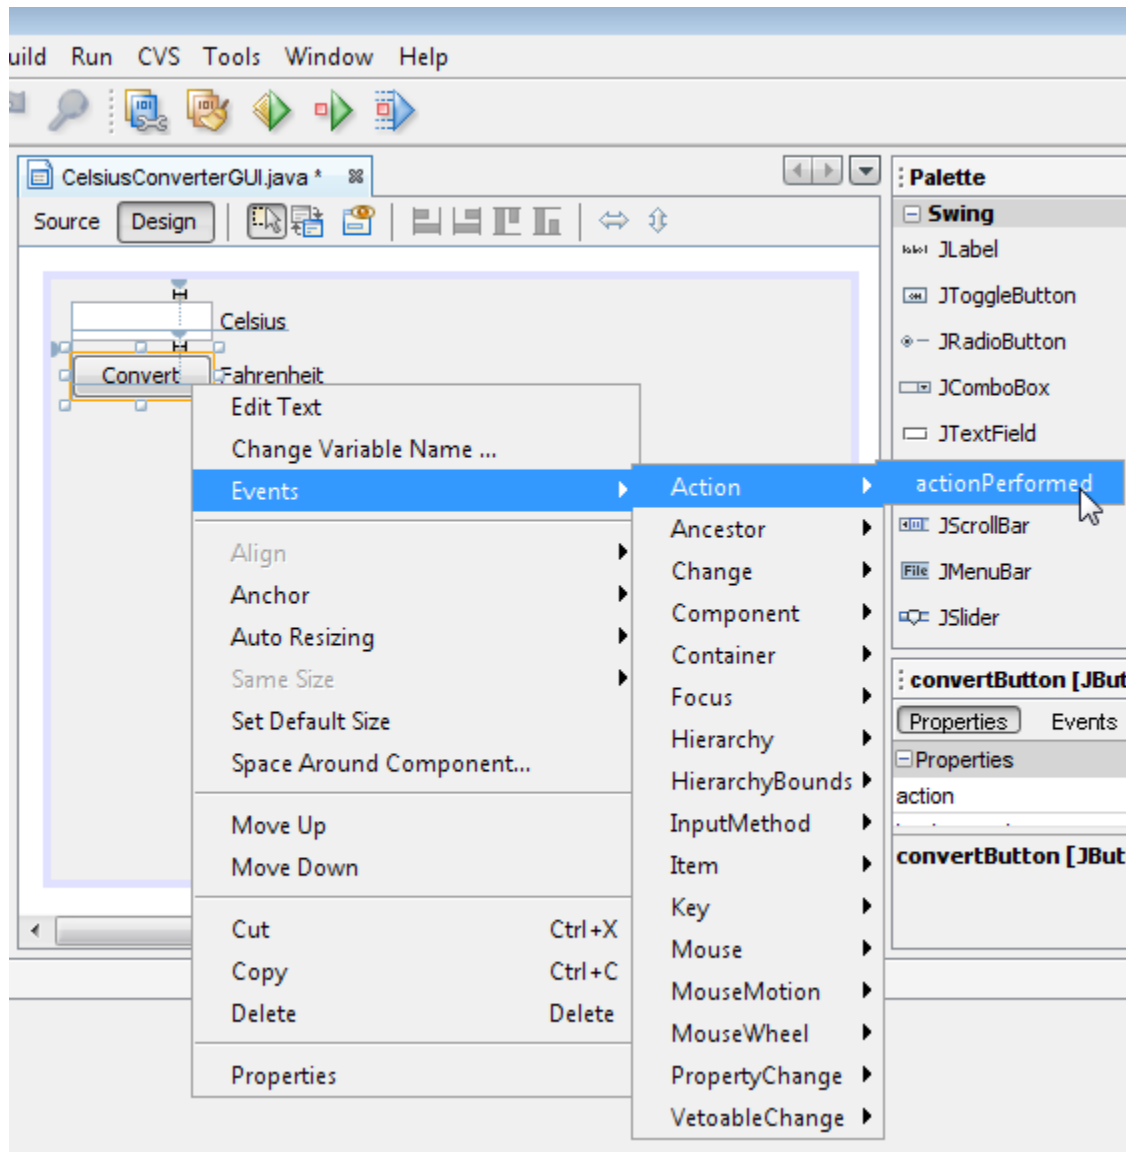 uild Run CVS Tools Window Help
CelsiusConverterGUI.java *
Source Design
Celsius
Convert Fahrenheit
Edit Text
Change Variable Name ...
Events
Align
Anchor
Auto Resizing
Same Size
Set Default Size
Space Around Component...
Move Up
Move Down
Cut Ctrl+X
Copy Ctrl+C
Delete Delete
Properties
Action
Ancestor
Change
Component
Container
Focus
Hierarchy
HierarchyBounds
InputMethod
Item
Key
Mouse
MouseMotion
MouseWheel
PropertyChange
VetoableChange
actionPerformed
Palette
Swing
label JLabel
JToggleButton
JRadioButton
JComboBox
JTextField
JScrollBar
File JMenuBar
JSlider
convertButton [JBut
Properties Events
Properties
action
convertButton [JBut